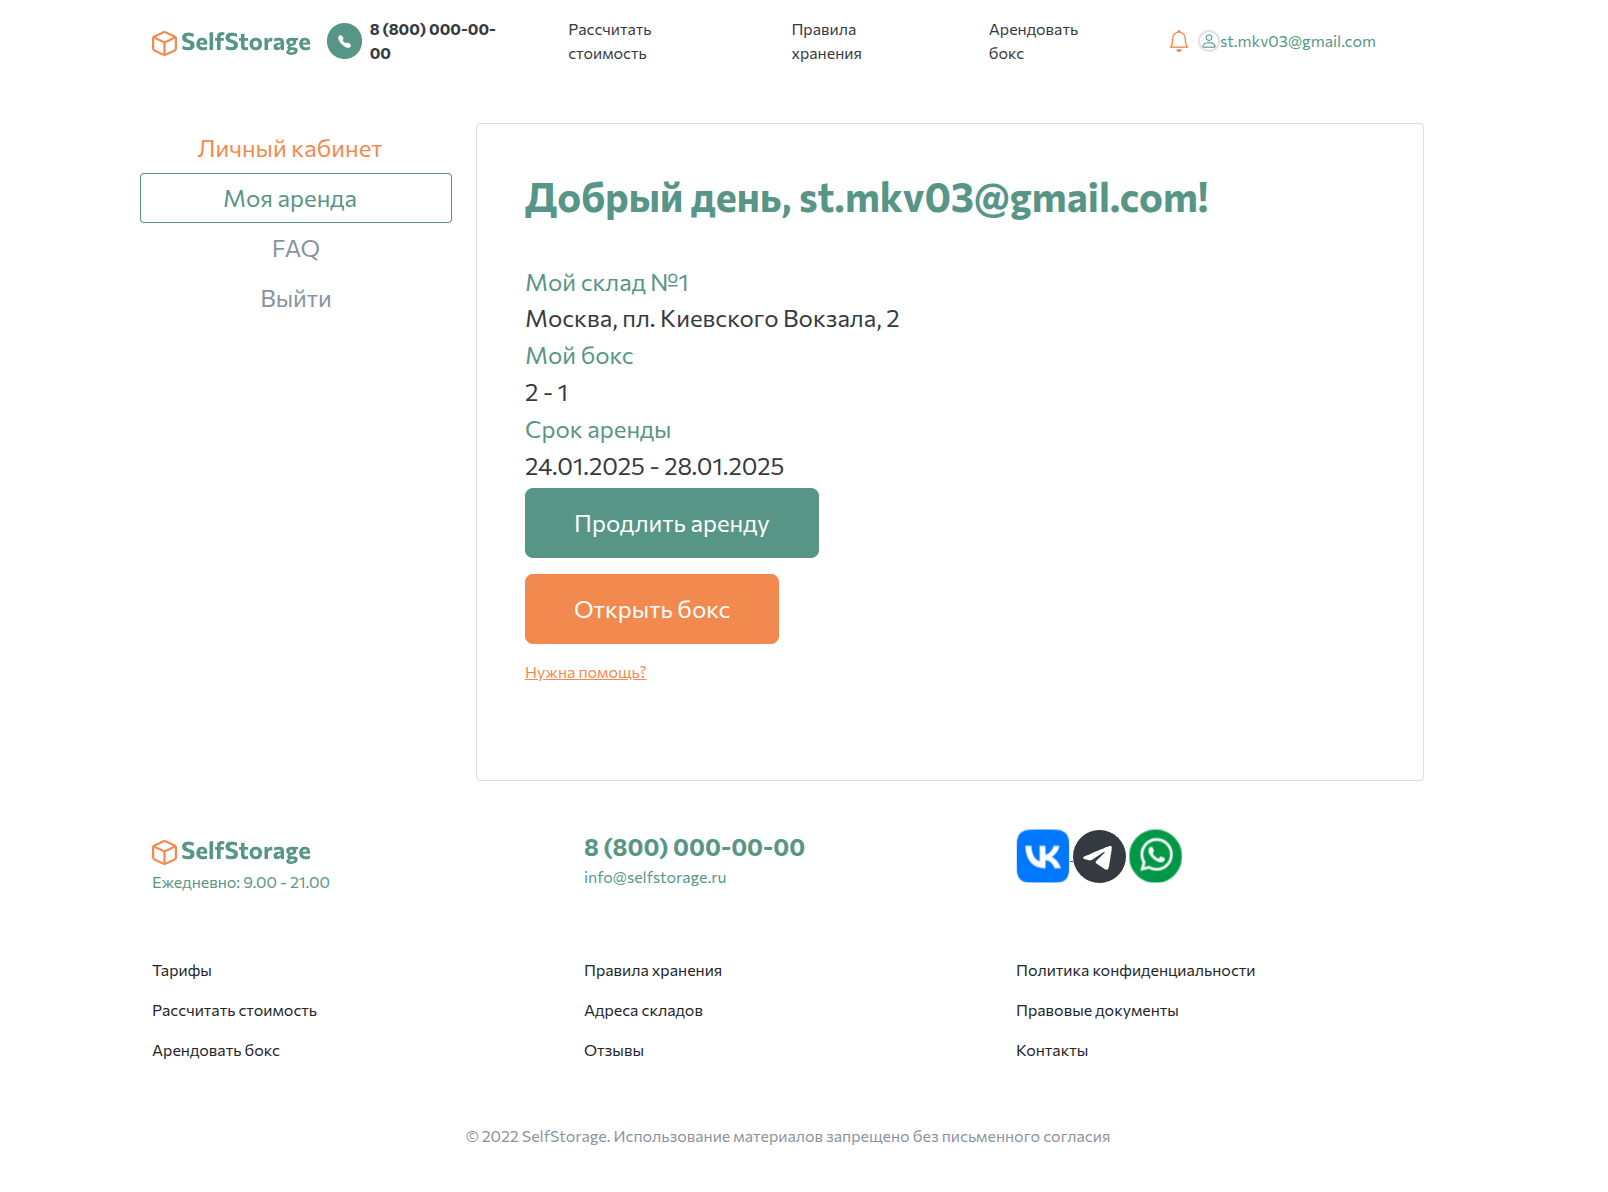 SelfStorage
8 (800) 000-00-
00
Рассчитать
стоимость
Правила
хранения
Арендовать
бокс
st.mkv03@gmail.com
Личный кабинет
Моя аренда
FAQ
Выйти
Добрый день, st.mkv03@gmail.com!
Мой склад №1
Москва, пл. Киевского Вокзала, 2
Мой бокс
2 - 1
Срок аренды
24.01.2025 - 28.01.2025
Продлить аренду
Открыть бокс
Нужна помощь?
SelfStorage
Ежедневно: 9.00 - 21.00
8 (800) 000-00-00
info@selfstorage.ru
Тарифы
Правила хранения
Политика конфиденциальности
Рассчитать стоимость
Адреса складов
Правовые документы
Арендовать бокс
Отзывы
Контакты
© 2022 SelfStorage. Использование материалов запрещено без письменного согласия